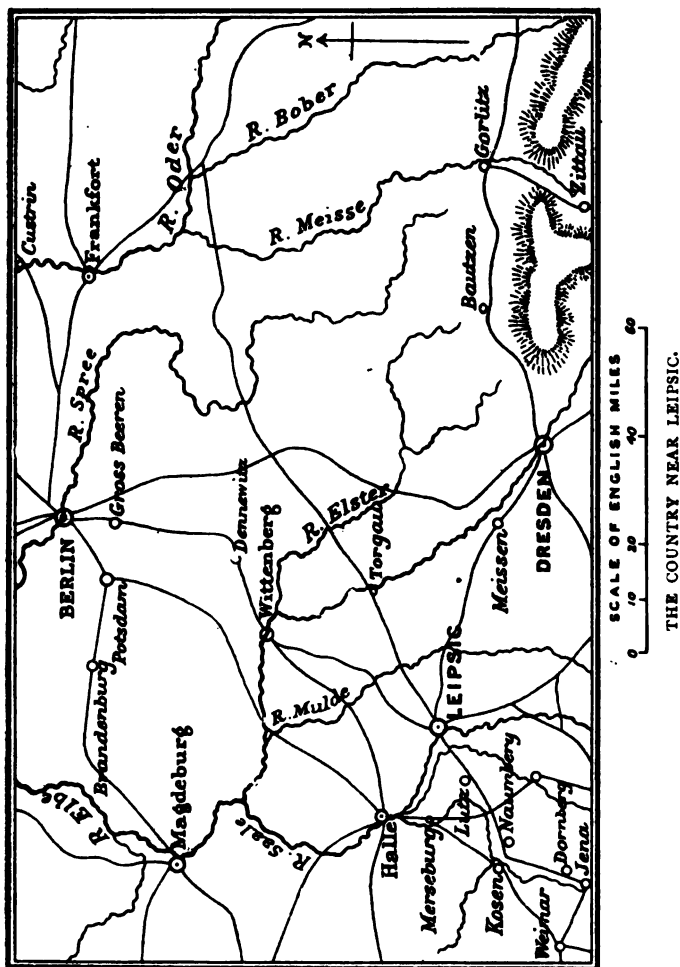 N
Custrin
Frankfort
R. Oder
R. Bober
R. Meisse
Gorlitz
Zittau
Bautzen
R. Spree
BERLIN
Gross Beeren
Potsdam
Brandenburg
Dennewitz
Wittenberg
R. Elster
Torgau
Meissen
DRESDEN
R Elbe
Magdeburg
R. Saale
R. Mulde
LEIPSIC
Halle
Merseburg
Lutz
Naumberg
Kosen
Dornberg
Jena
Weimar
SCALE OF ENGLISH MILES
0 10 20 40 60
THE COUNTRY NEAR LEIPSIC.